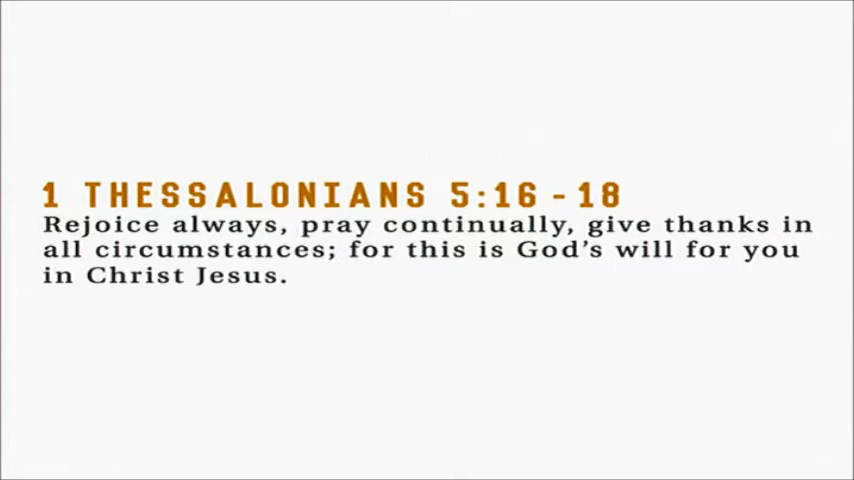 1 THESSALONIANS 5:16 - 18
Rejoice always, pray continually, give thanks in
all circumstances; for this is God’s will for you
in Christ Jesus.